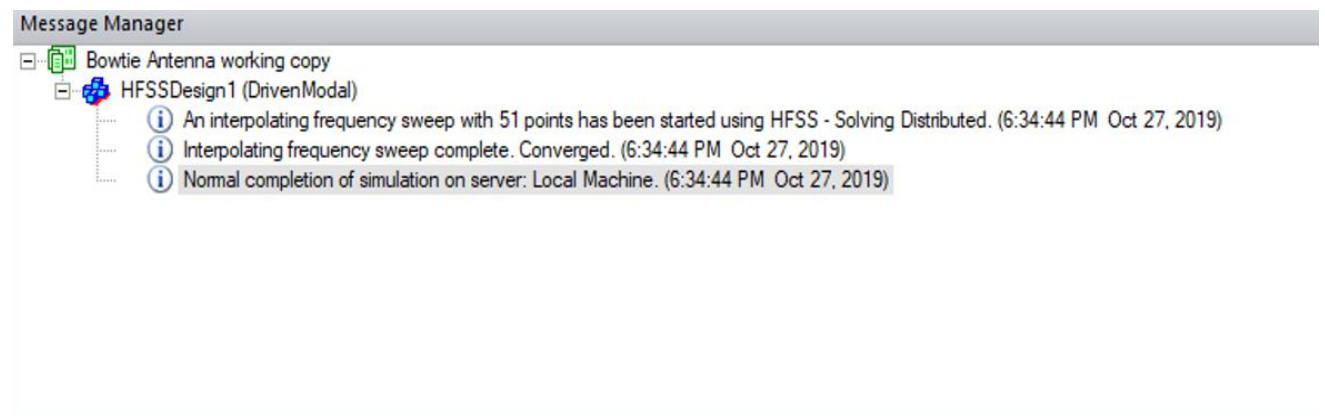 Message Manager
Bowtie Antenna working copy
HFSSDesign1 (DrivenModal)
An interpolating frequency sweep with 51 points has been started using HFSS - Solving Distributed. (6:34:44 PM Oct 27, 2019)
Interpolating frequency sweep complete. Converged. (6:34:44 PM Oct 27, 2019)
Normal completion of simulation on server: Local Machine. (6:34:44 PM Oct 27, 2019)